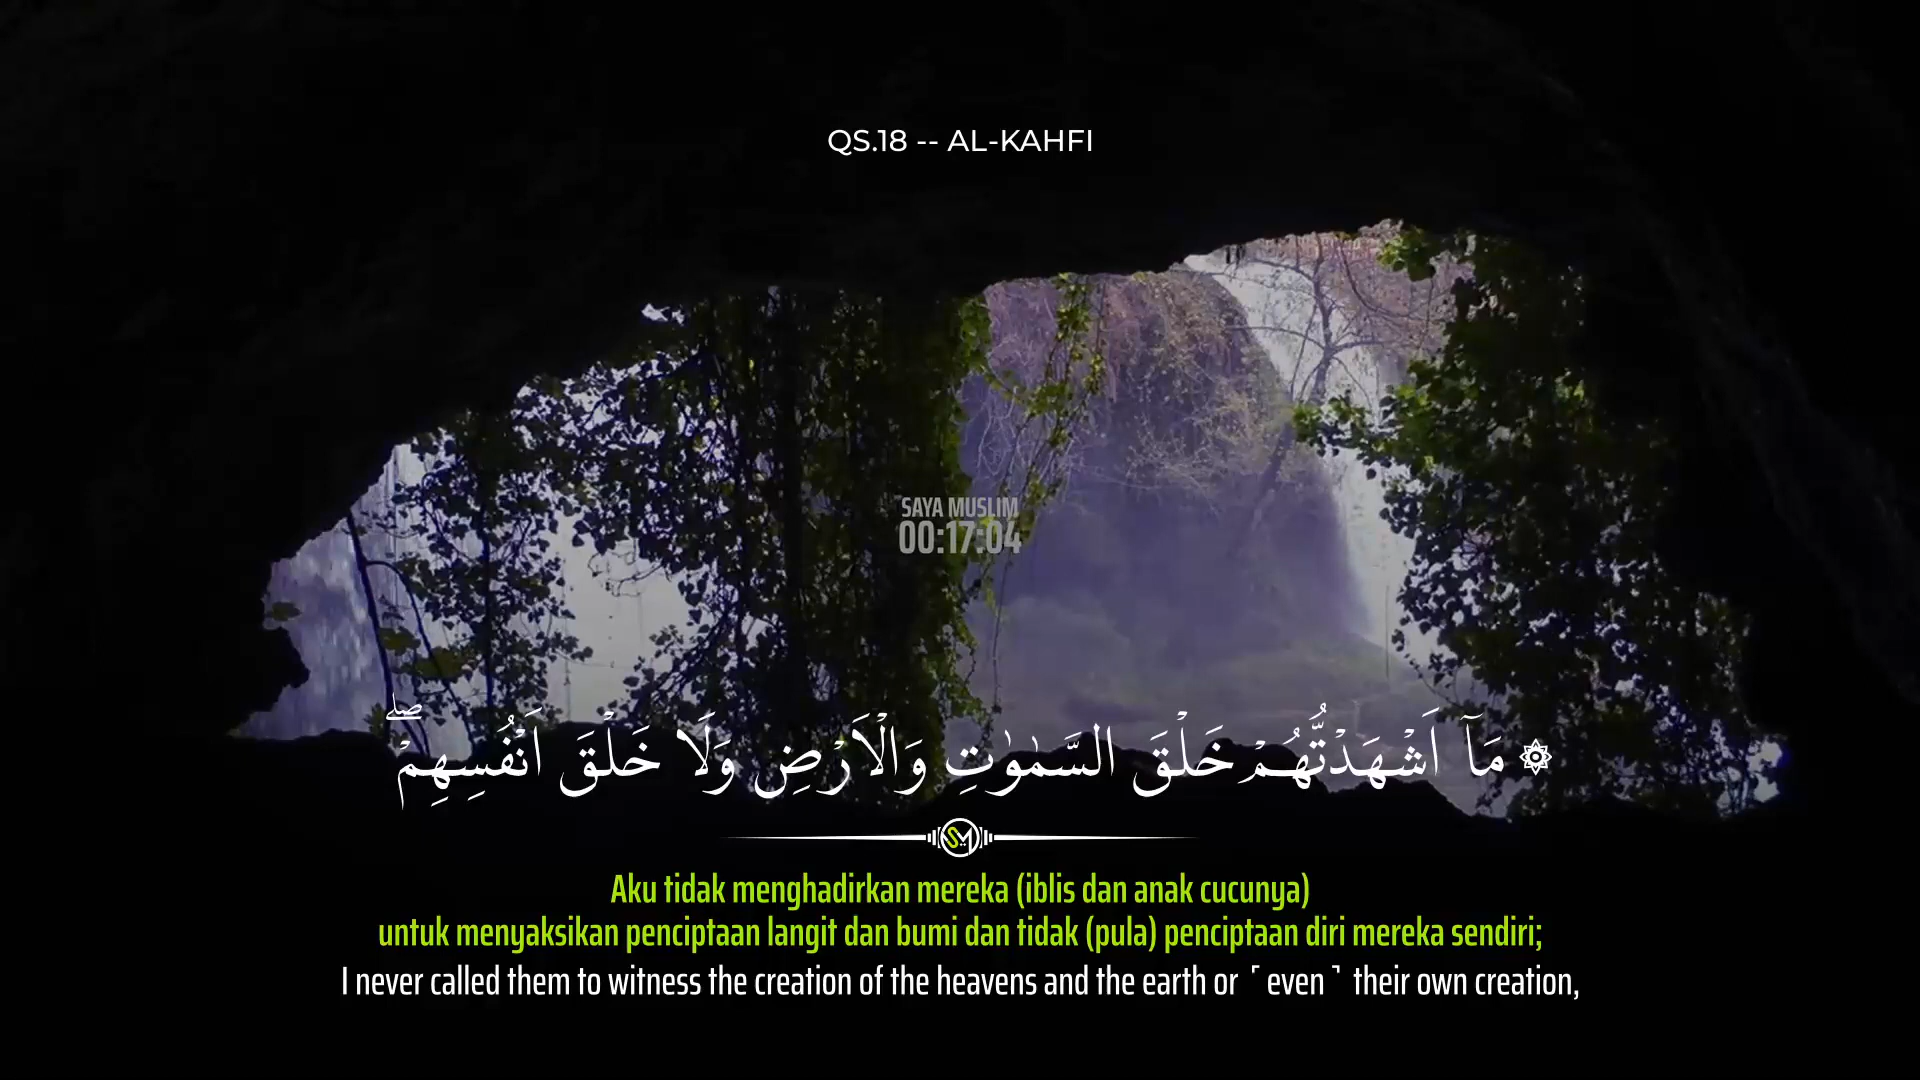 QS.18 -- AL-KAHFI
SAYA MUSLIM
00:17:04
۞ مَآ اَشْهَدْتُّهُمْ خَلْقَ السَّمٰوٰتِ وَالْاَرْضِ وَلَا خَلْقَ اَنْفُسِهِمْۖ
SM
Aku tidak menghadirkan mereka (iblis dan anak cucunya)
untuk menyaksikan penciptaan langit dan bumi dan tidak (pula) penciptaan diri mereka sendiri;
I never called them to witness the creation of the heavens and the earth or ˹even˺ their own creation,